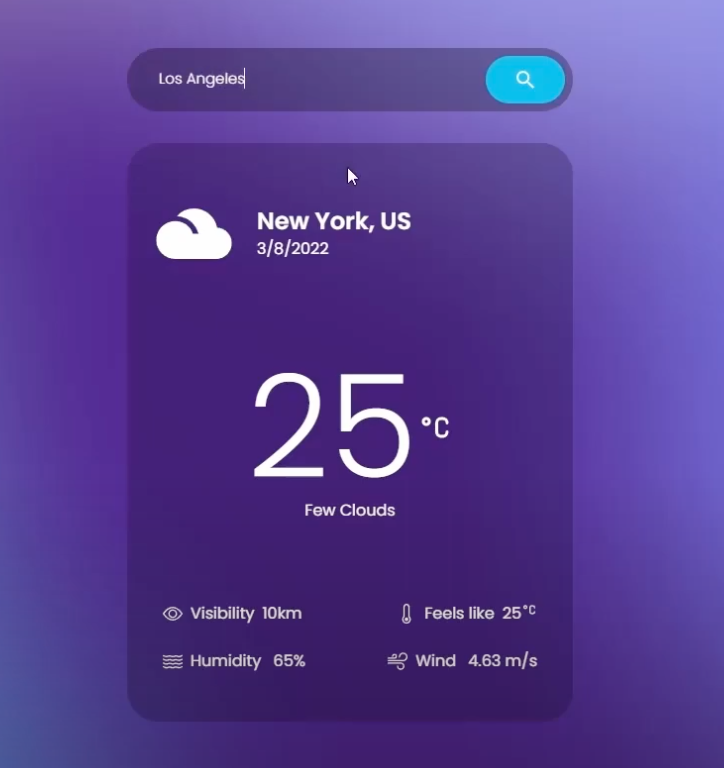 Los Angeles
New York, US
3/8/2022
25 °C
Few Clouds
Visibility 10km
Feels like 25°C
Humidity 65%
Wind 4.63 m/s